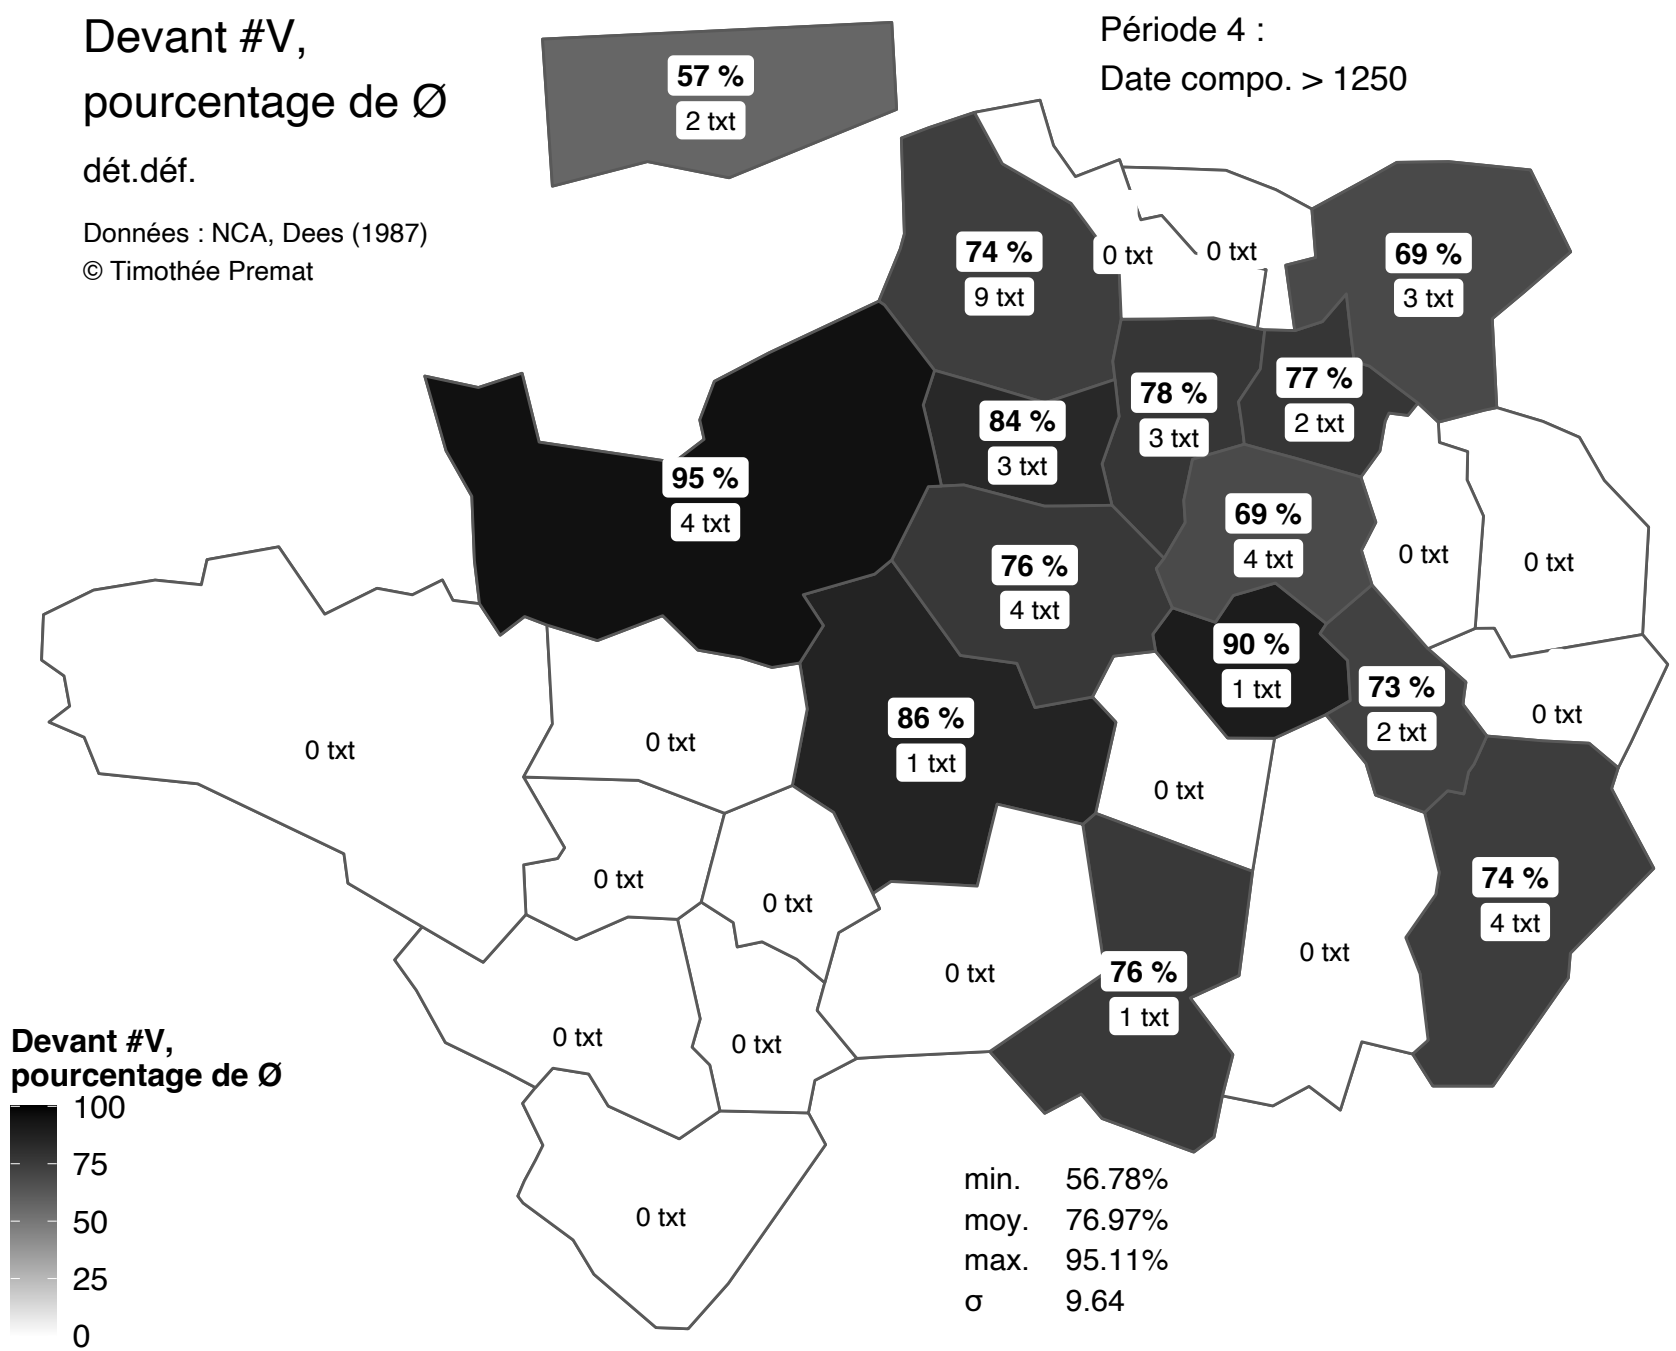 Devant #V,
pourcentage de Ø
dét.déf.
Données : NCA, Dees (1987)
© Timothée Premat
Période 4 :
Date compo. > 1250
57 %
2 txt
74 %
9 txt
0 txt
0 txt
69 %
3 txt
95 %
4 txt
84 %
3 txt
78 %
3 txt
77 %
2 txt
76 %
4 txt
69 %
4 txt
0 txt
0 txt
90 %
1 txt
73 %
2 txt
0 txt
0 txt
0 txt
86 %
1 txt
0 txt
0 txt
0 txt
0 txt
76 %
1 txt
0 txt
74 %
4 txt
0 txt
0 txt
0 txt
Devant #V,
pourcentage de Ø
100
75
50
25
0
min. 56.78%
moy. 76.97%
max. 95.11%
σ 9.64